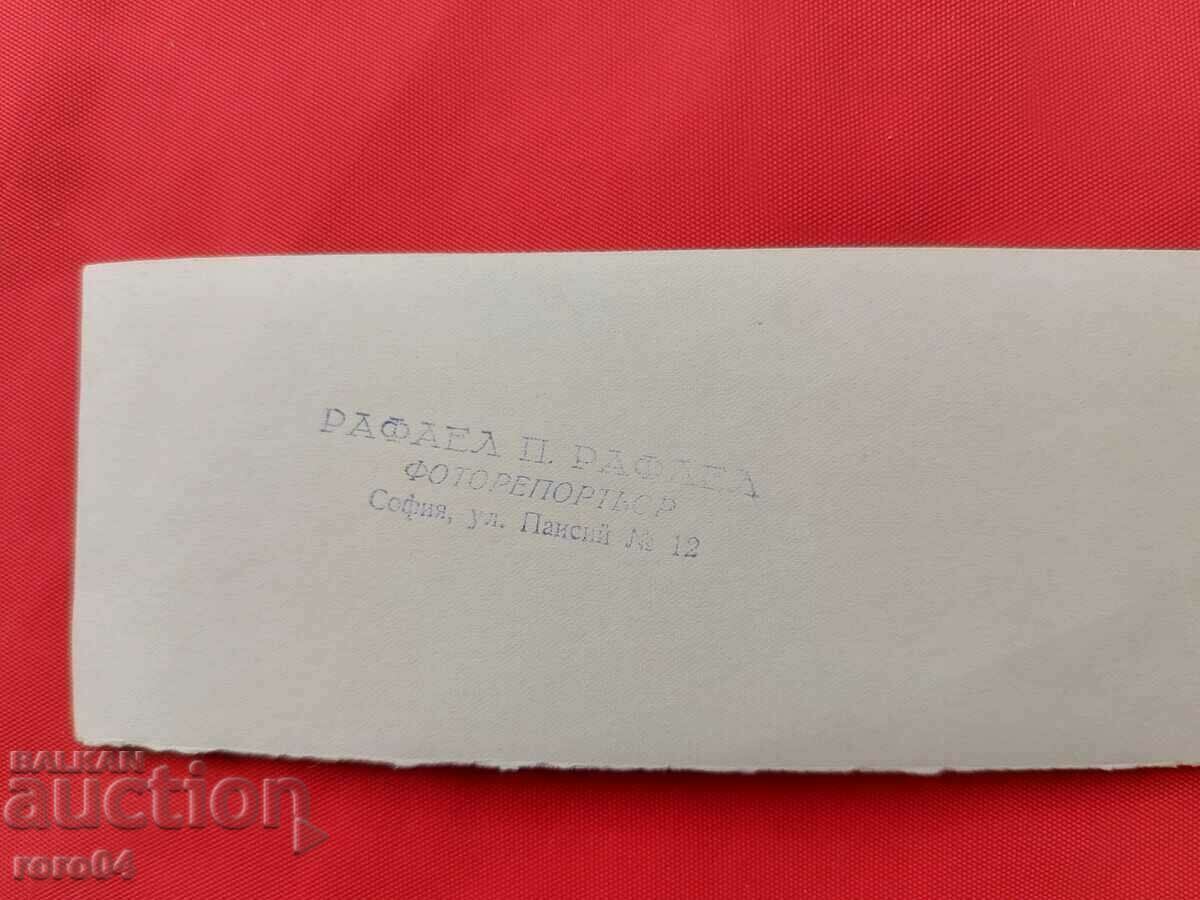 РАФАЕЛ П. РАФАЕЛ
ФОТОРЕПОРТЬОР
София, ул. Паисий № 12
BALKAN
auction
roro04